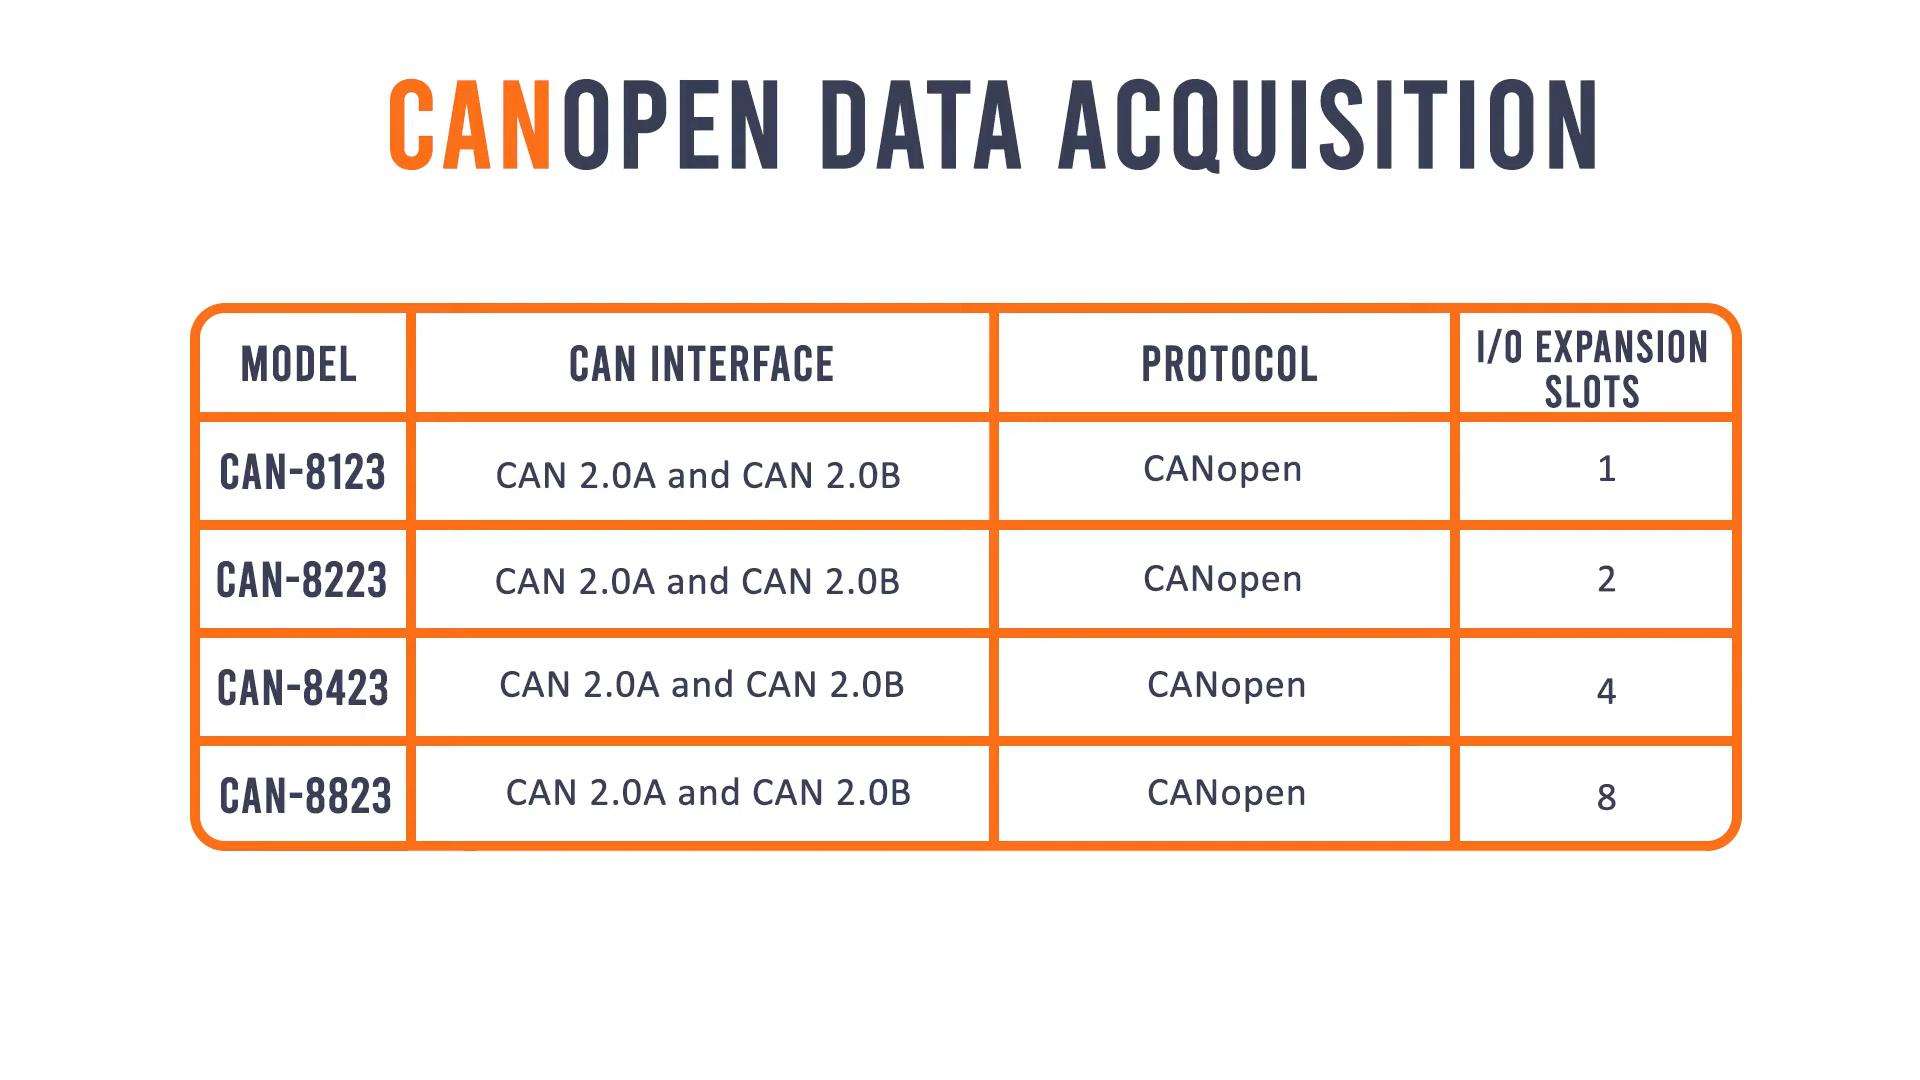 CANOPEN DATA ACQUISITION
MODEL CAN INTERFACE PROTOCOL I/O EXPANSION
SLOTS
CAN-8123 CAN 2.0A and CAN 2.0B CANopen 1
CAN-8223 CAN 2.0A and CAN 2.0B CANopen 2
CAN-8423 CAN 2.0A and CAN 2.0B CANopen 4
CAN-8823 CAN 2.0A and CAN 2.0B CANopen 8